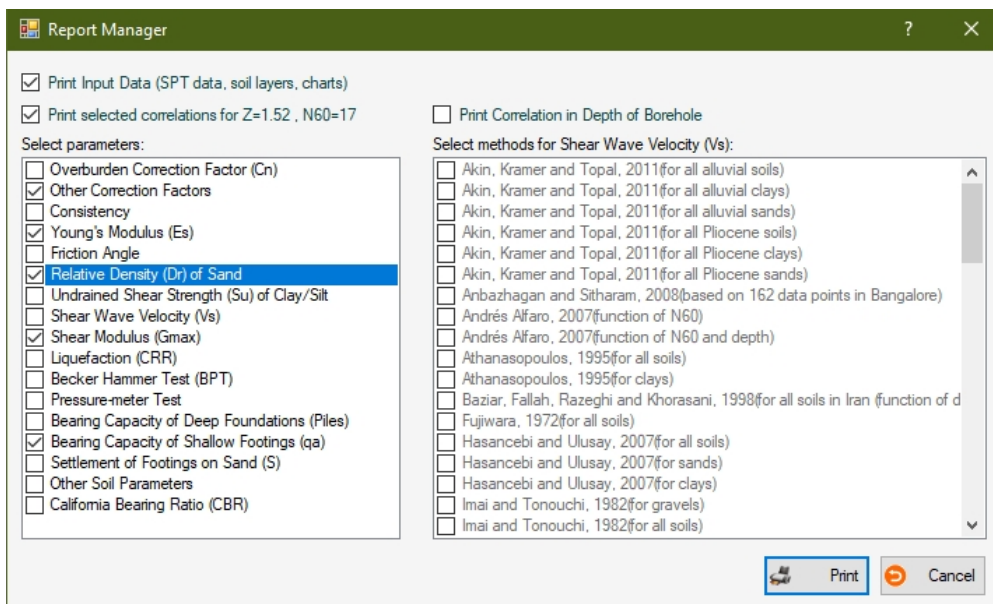 Report Manager
?
Print Input Data (SPT data, soil layers, charts)
Print selected correlations for Z=1.52 , N60=17
Print Correlation in Depth of Borehole
Select parameters:
Overburden Correction Factor (Cn)
Other Correction Factors
Consistency
Young's Modulus (Es)
Friction Angle
Relative Density (Dr) of Sand
Undrained Shear Strength (Su) of Clay/Silt
Shear Wave Velocity (Vs)
Shear Modulus (Gmax)
Liquefaction (CRR)
Becker Hammer Test (BPT)
Pressure-meter Test
Bearing Capacity of Deep Foundations (Piles)
Bearing Capacity of Shallow Footings (qa)
Settlement of Footings on Sand (S)
Other Soil Parameters
California Bearing Ratio (CBR)
Select methods for Shear Wave Velocity (Vs):
Akin, Kramer and Topal, 2011(for all alluvial soils)
Akin, Kramer and Topal, 2011(for all alluvial clays)
Akin, Kramer and Topal, 2011(for all alluvial sands)
Akin, Kramer and Topal, 2011(for all Pliocene soils)
Akin, Kramer and Topal, 2011(for all Pliocene clays)
Akin, Kramer and Topal, 2011(for all Pliocene sands)
Anbazhagan and Sitharam, 2008(based on 162 data points in Bangalore)
Andrés Alfaro, 2007(function of N60)
Andrés Alfaro, 2007(function of N60 and depth)
Athanasopoulos, 1995(for all soils)
Athanasopoulos, 1995(for clays)
Baziar, Fallah, Razeghi and Khorasani, 1998(for all soils in Iran (function of d
Fujiwara, 1972(for all soils)
Hasancebi and Ulusay, 2007(for all soils)
Hasancebi and Ulusay, 2007(for sands)
Hasancebi and Ulusay, 2007(for clays)
Imai and Tonouchi, 1982(for gravels)
Imai and Tonouchi, 1982(for all soils)
Print
Cancel